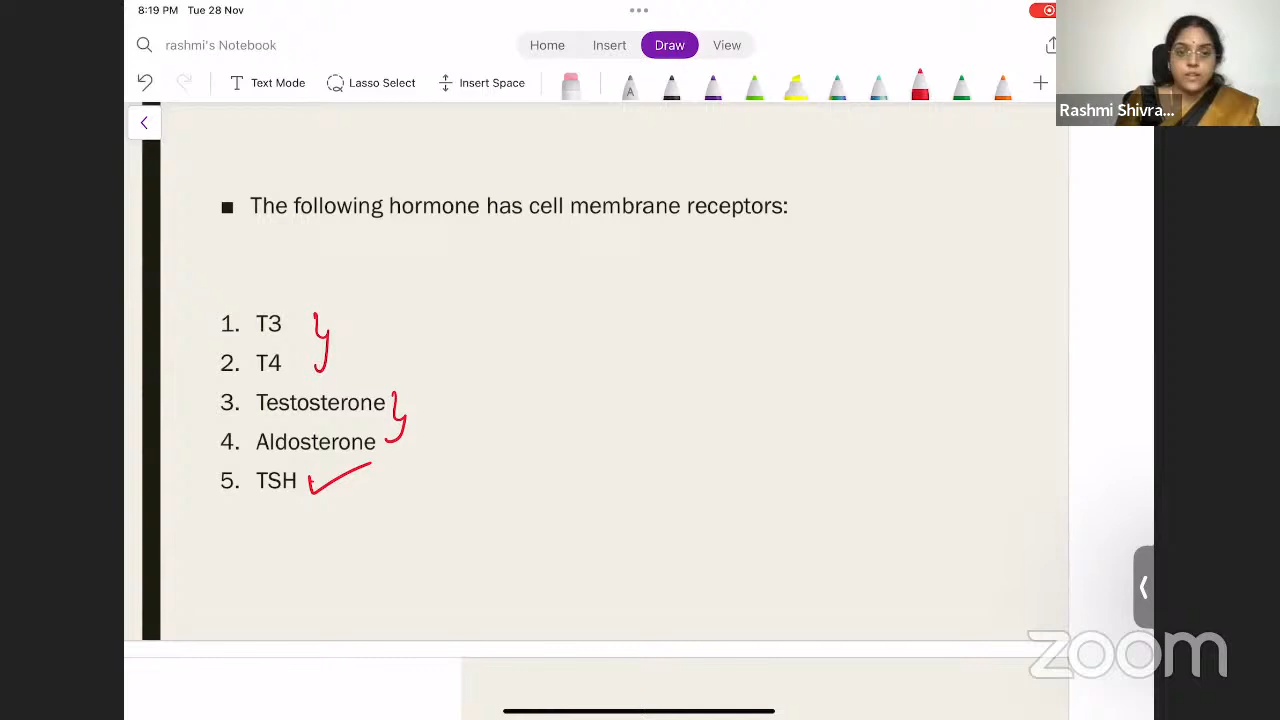 8:19 PM Tue 28 Nov
rashmi's Notebook
Home Insert Draw View
Text Mode Lasso Select Insert Space A
Rashmi Shivra...
■ The following hormone has cell membrane receptors:
1. T3
2. T4
3. Testosterone
4. Aldosterone
5. TSH
zoom